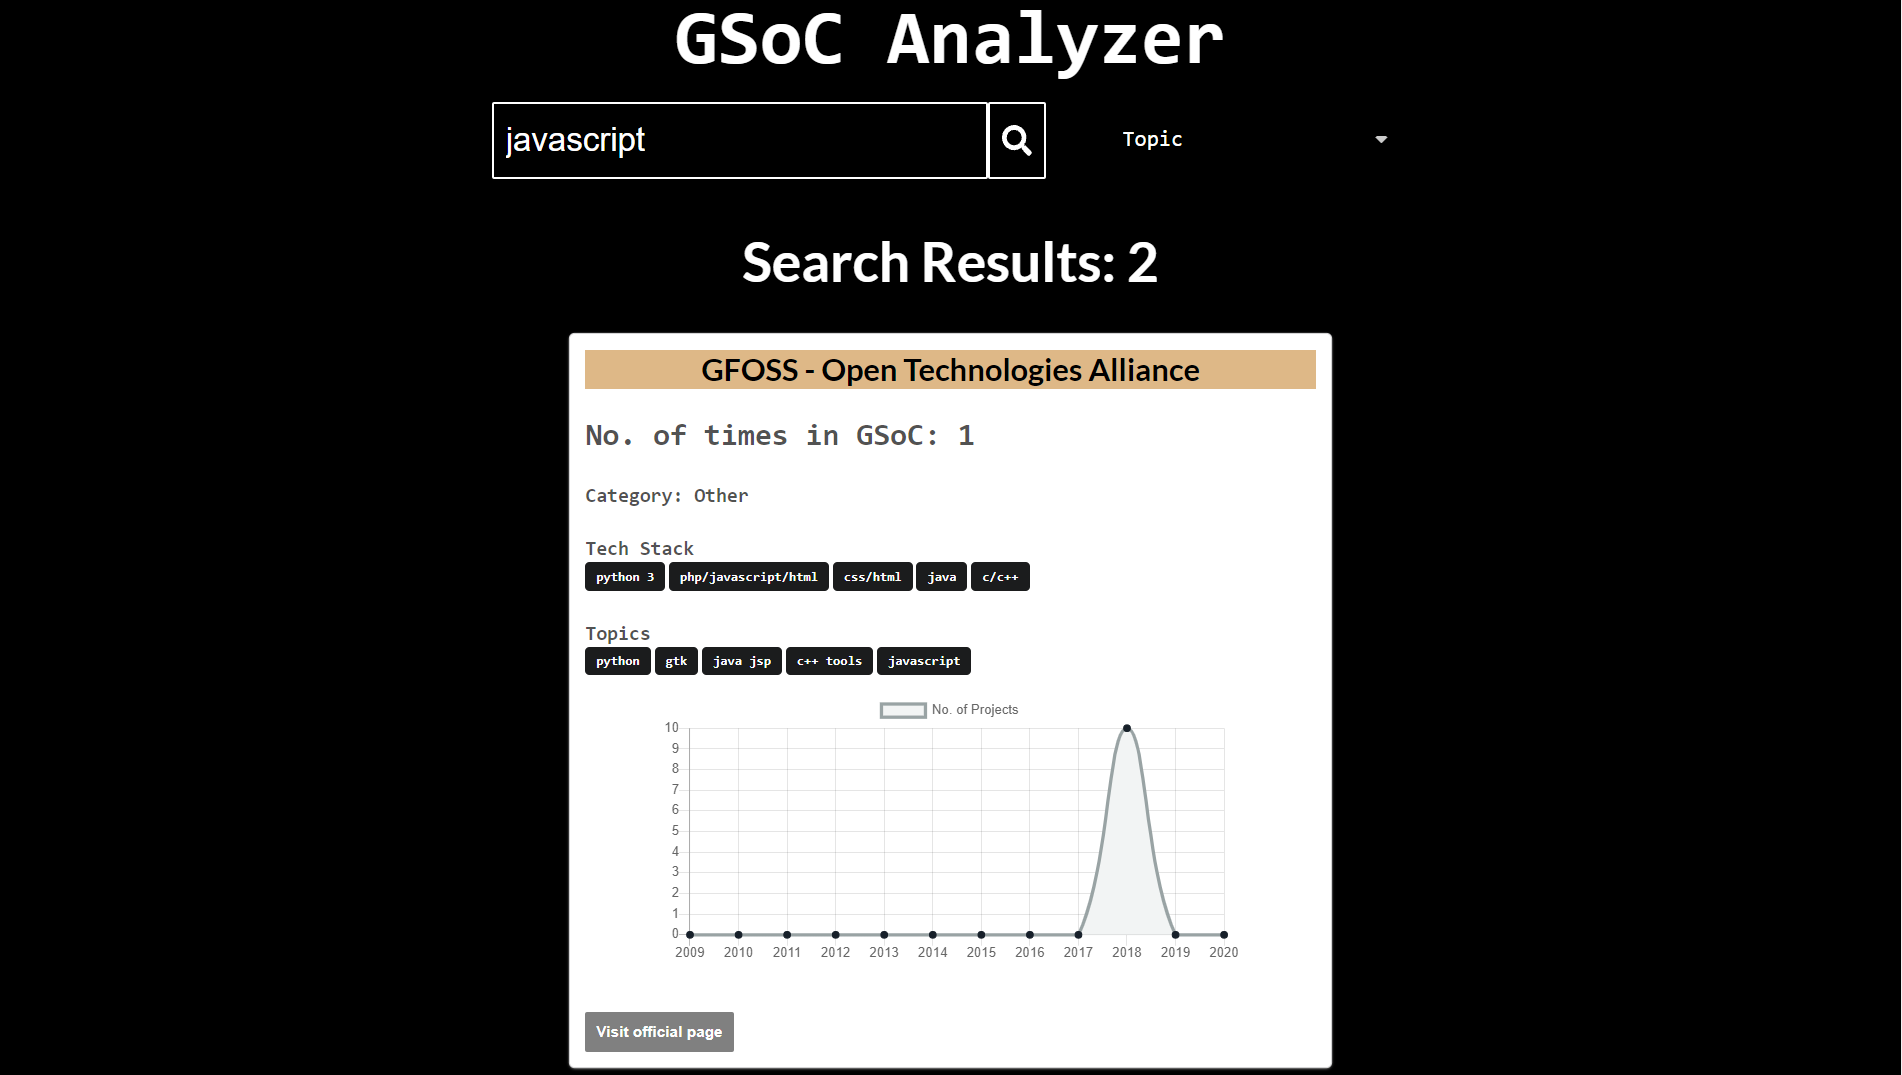 GSoC Analyzer
javascript
Topic
Search Results: 2
GFOSS - Open Technologies Alliance
No. of times in GSoC: 1
Category: Other
Tech Stack
python 3 php/javascript/html css/html java c/c++
Topics
python gtk java jsp c++ tools javascript
No. of Projects
10
9
8
7
6
5
4
3
2
1
0
2009 2010 2011 2012 2013 2014 2015 2016 2017 2018 2019 2020
Visit official page